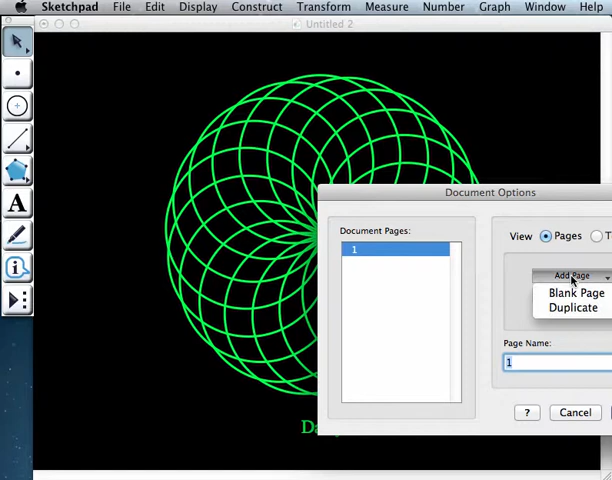 Sketchpad File Edit Display Construct Transform Measure Number Graph Window Help
Untitled 2
Document Options
Document Pages:
1
View Pages
Add Page
Blank Page
Duplicate
Page Name:
1
? Cancel
A